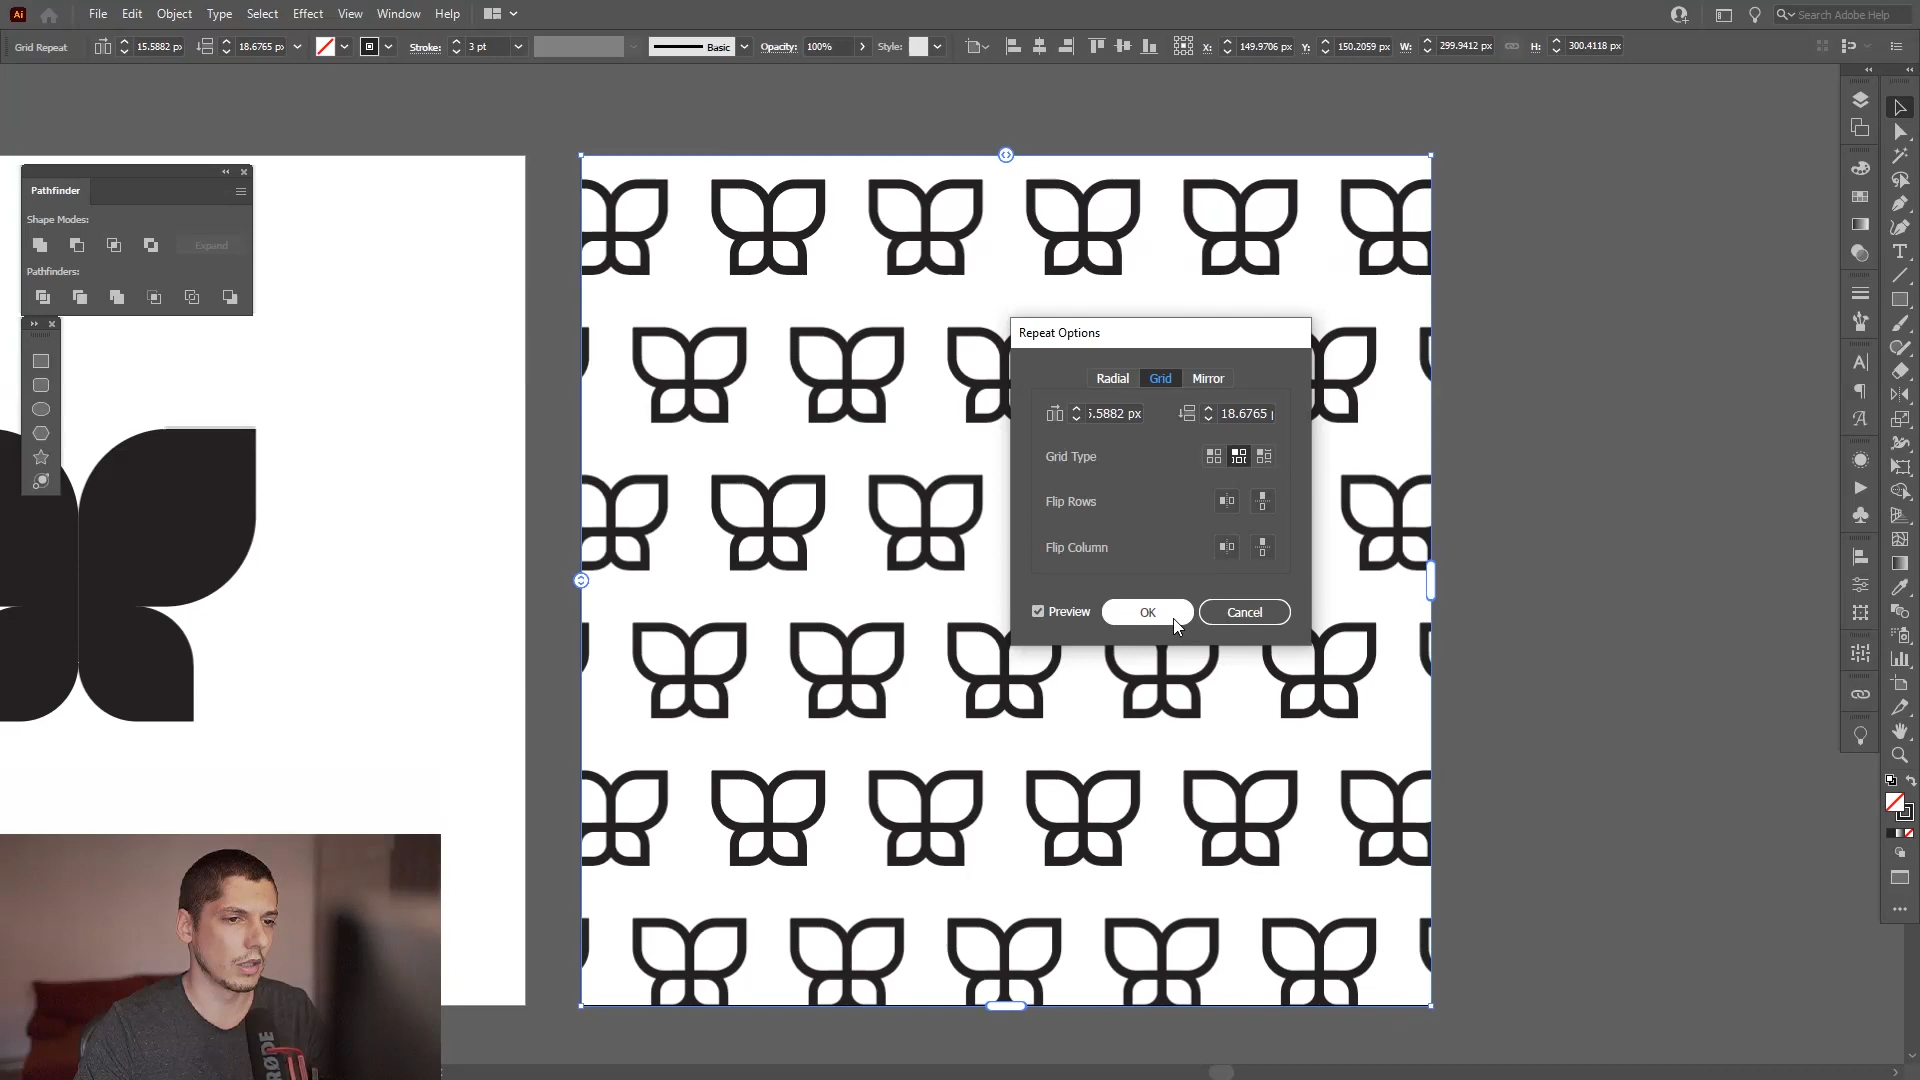 Ai File Edit Object Type Select Effect View Window Help Search Adobe Help
Grid Repeat 15.5882 px 18.6765 px Stroke: 3 pt Basic Opacity: 100% Style: X: 149.9706 px Y: 150.2059 px W: 299.9412 px H: 300.4118 px
Pathfinder
Shape Modes:
Expand
Pathfinders:
Repeat Options
Radial Grid Mirror
5.5882 px 18.6765
Grid Type
Flip Rows
Flip Column
Preview OK Cancel
RØDE